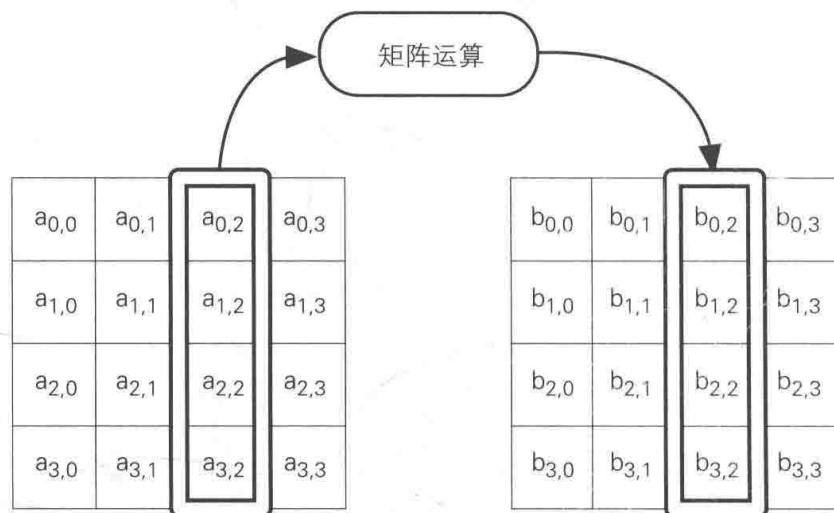 矩阵运算
a0,0 a0,1 a0,2 a0,3 b0,0 b0,1 b0,2 b0,3
a1,0 a1,1 a1,2 a1,3 b1,0 b1,1 b1,2 b1,3
a2,0 a2,1 a2,2 a2,3 b2,0 b2,1 b2,2 b2,3
a3,0 a3,1 a3,2 a3,3 b3,0 b3,1 b3,2 b3,3